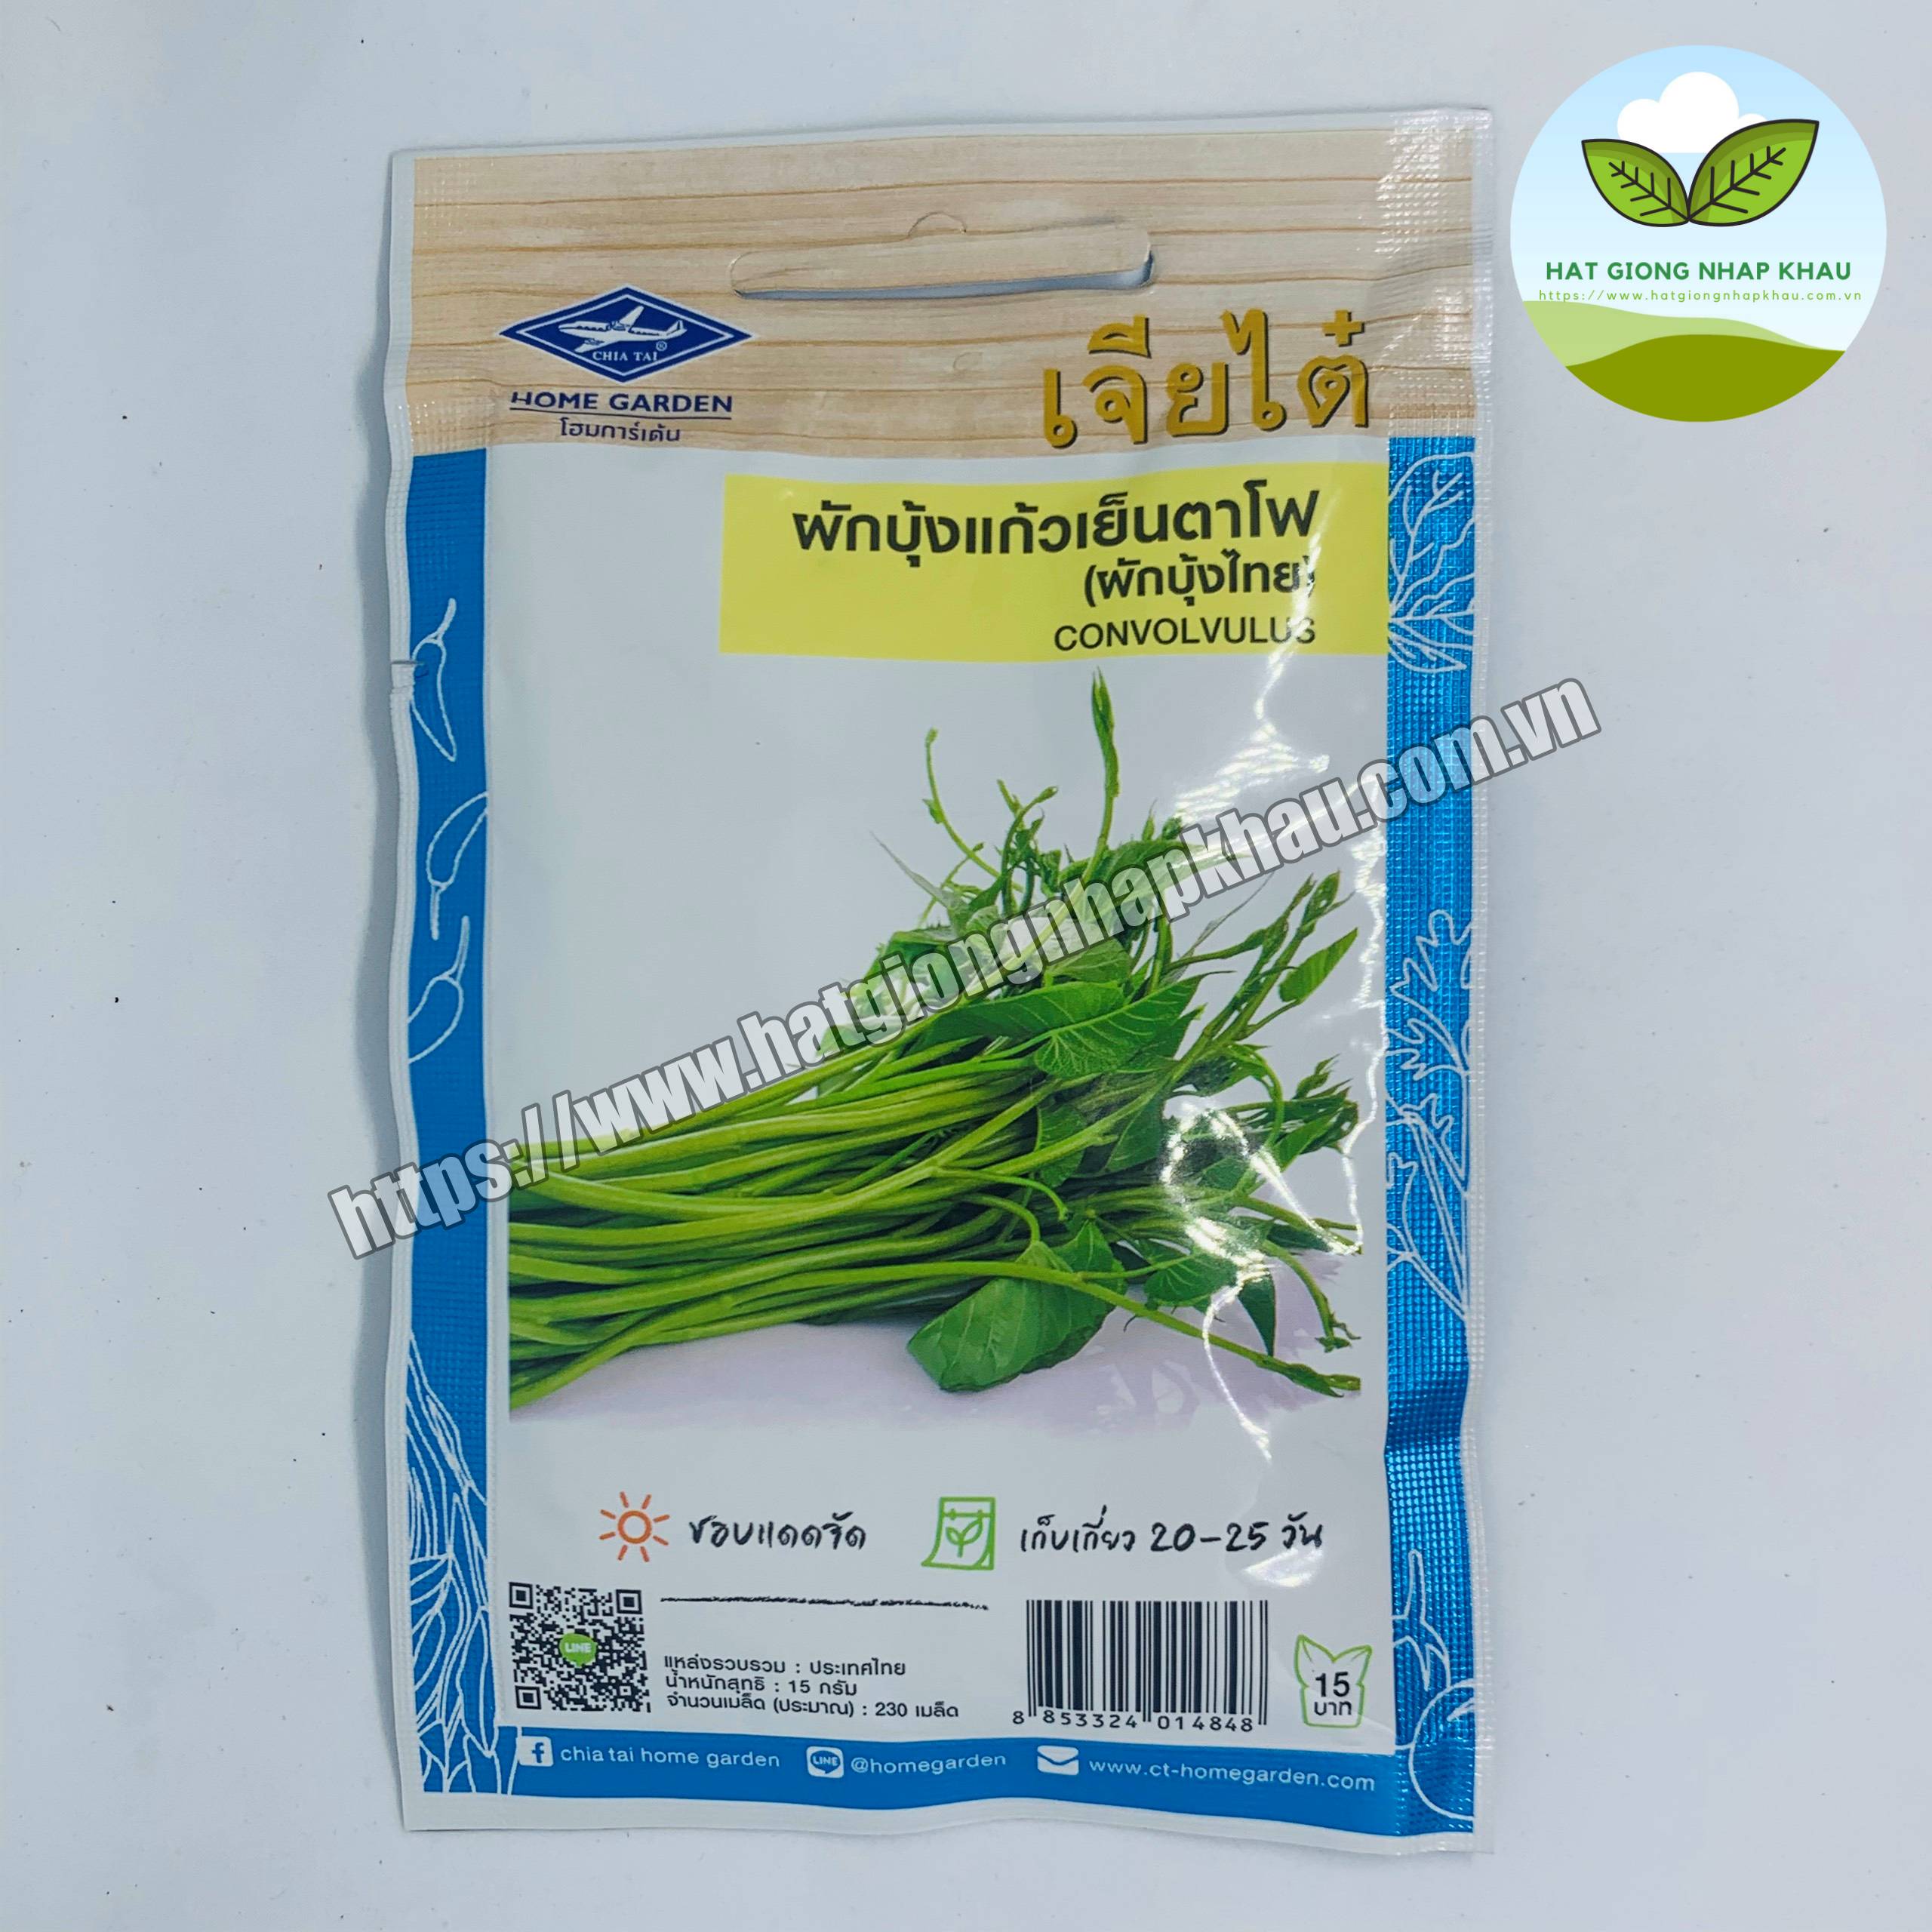 HAT GIONG NHAP KHAU
https://www.hatgiongnhapkhau.com.vn
CHIA TAI ®
HOME GARDEN
โฮมการ์เด้น
เจียไต๋
ผักบุ้งแก้วเย็นตาโฟ
(ผักบุ้งไทย)
CONVOLVULUS
https://www.hatgiongnhapkhau.com.vn
ชอบแดดจัด
เก็บเกี่ยว 20-25 วัน
LINE
แหล่งรวบรวม : ประเทศไทย
น้ำหนักสุทธิ : 15 กรัม
จำนวนเมล็ด (ประมาณ) : 230 เมล็ด
8 853324 014848
15
บาท
f chia tai home garden LINE @homegarden www.ct-homegarden.com